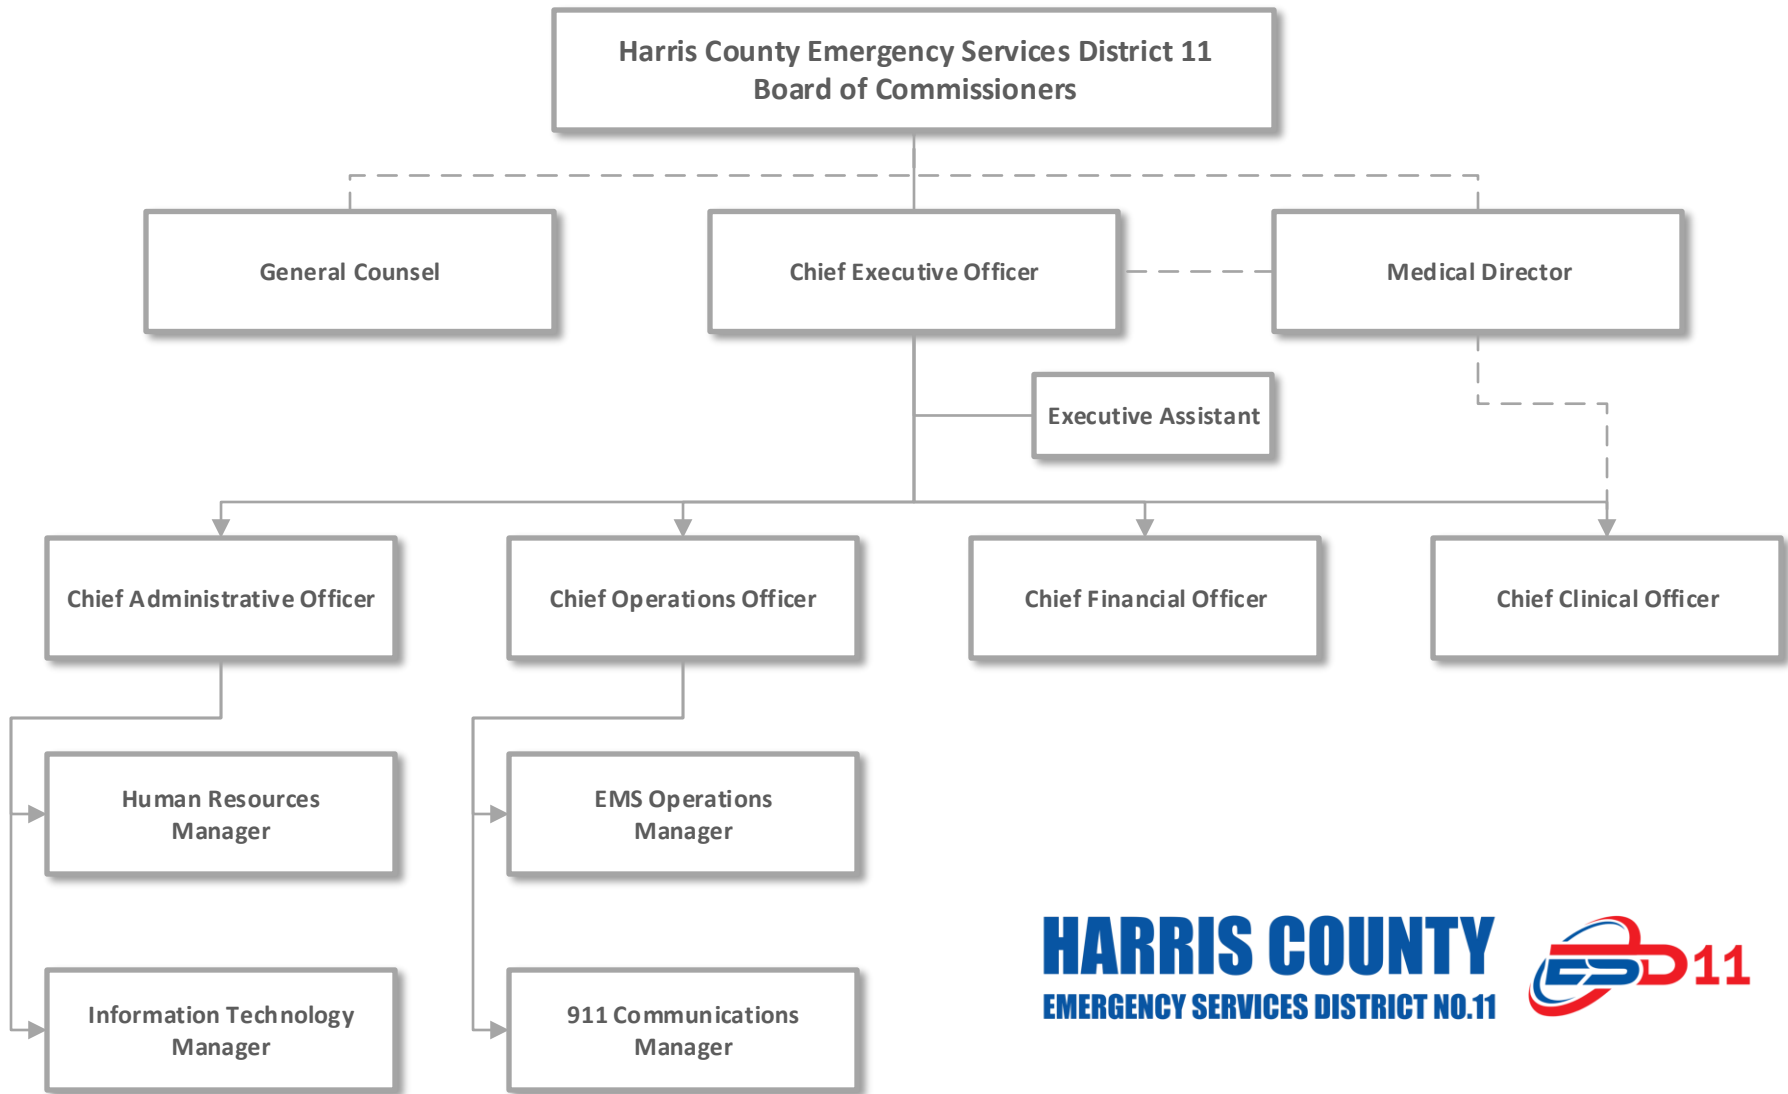 Harris County Emergency Services District 11
Board of Commissioners
General Counsel
Chief Executive Officer
Medical Director
Executive Assistant
Chief Administrative Officer
Chief Operations Officer
Chief Financial Officer
Chief Clinical Officer
Human Resources
Manager
EMS Operations
Manager
Information Technology
Manager
911 Communications
Manager
HARRIS COUNTY
EMERGENCY SERVICES DISTRICT NO.11
ESD 11